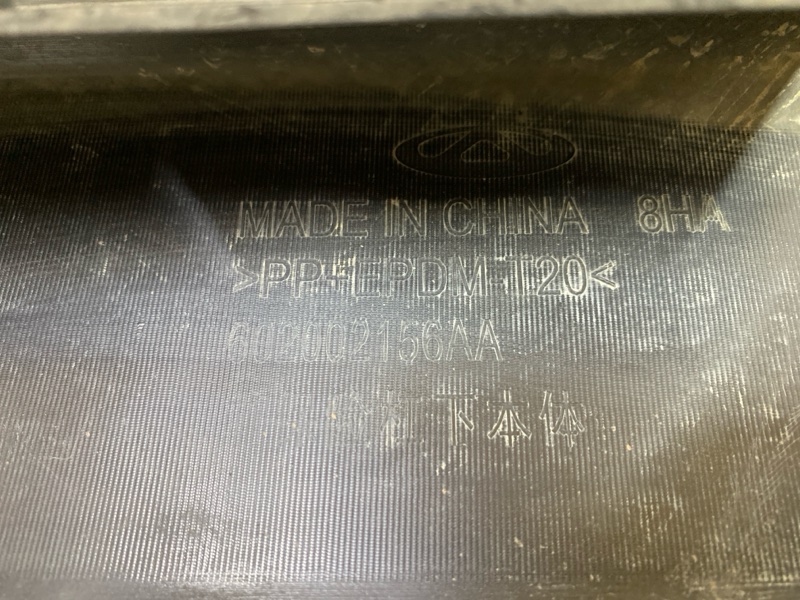 MADE IN CHINA 8HA
>PP+EPDM-T20<
602002156AA
杠下本体